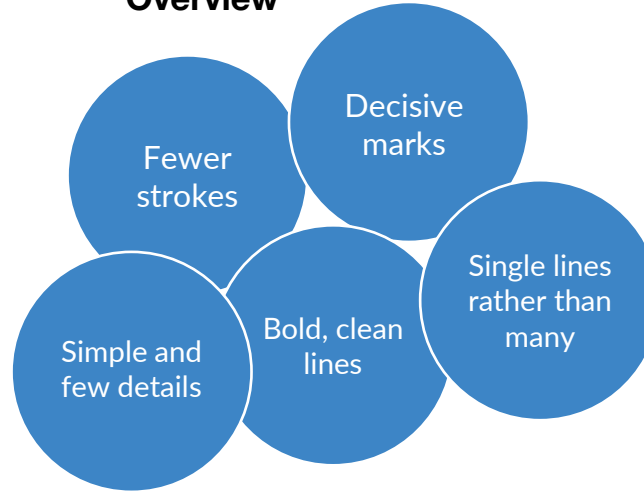 Overview
Decisive
marks
Fewer
strokes
Single lines
rather than
many
Bold, clean
lines
Simple and
few details